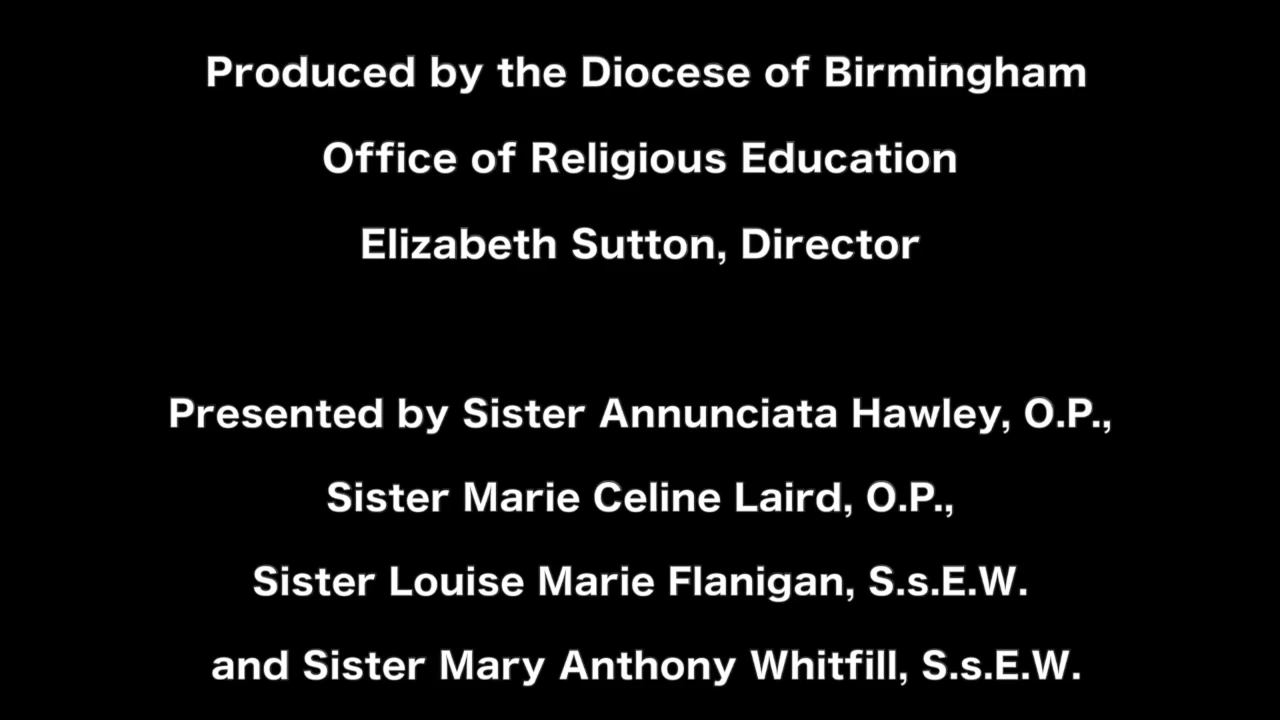 Produced by the Diocese of Birmingham
Office of Religious Education
Elizabeth Sutton, Director
Presented by Sister Annunciata Hawley, O.P.,
Sister Marie Celine Laird, O.P.,
Sister Louise Marie Flanigan, S.s.E.W.
and Sister Mary Anthony Whitfill, S.s.E.W.